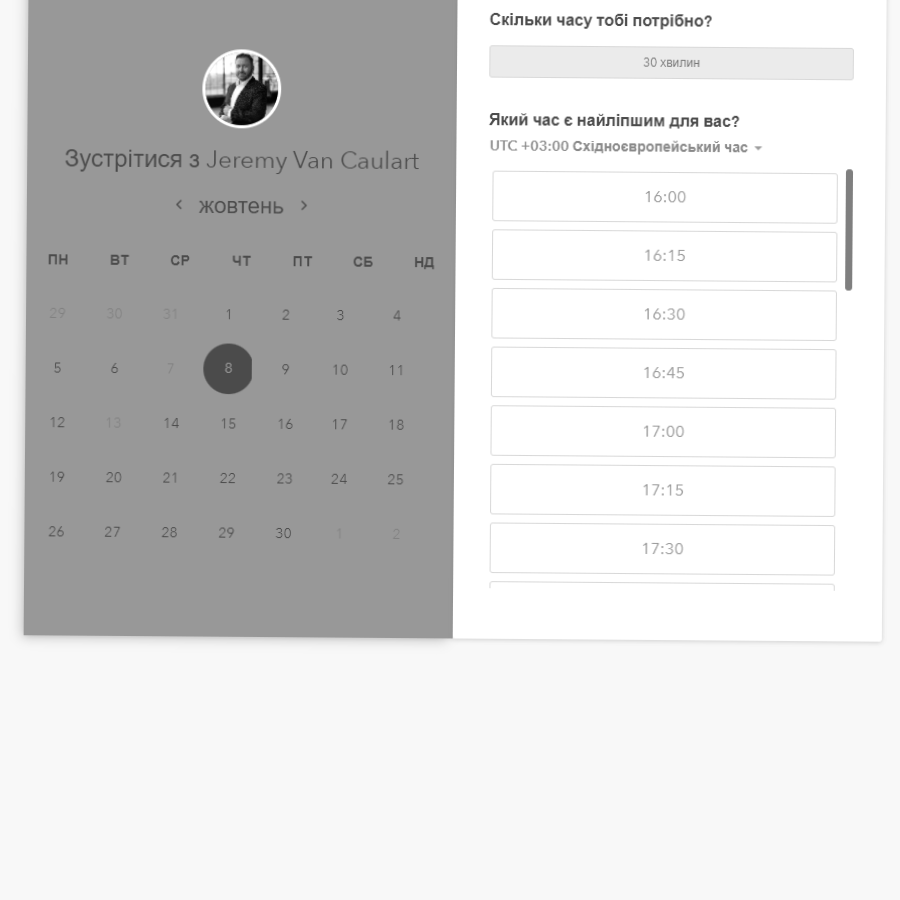 Зустрітися з Jeremy Van Caulart
‹ жовтень ›
ПН ВТ СР ЧТ ПТ СБ НД
29 30 31 1 2 3 4
5 6 7 8 9 10 11
12 13 14 15 16 17 18
19 20 21 22 23 24 25
26 27 28 29 30 1 2
Скільки часу тобі потрібно?
30 хвилин
Який час є найліпшим для вас?
UTC +03:00 Східноєвропейський час
16:00
16:15
16:30
16:45
17:00
17:15
17:30